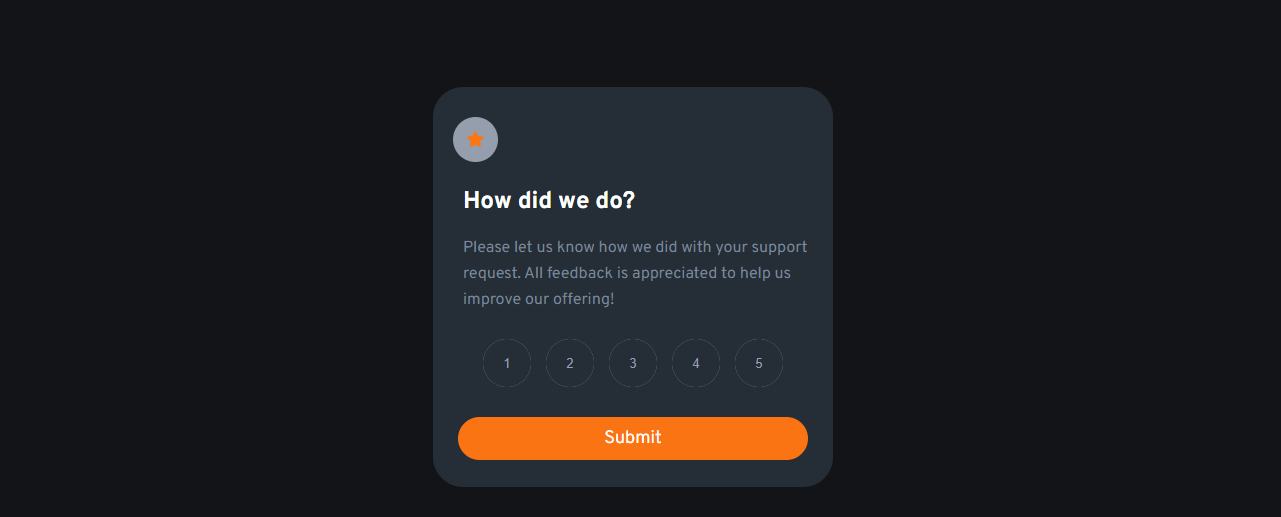 How did we do?
Please let us know how we did with your support
request. All feedback is appreciated to help us
improve our offering!
1 2 3 4 5
Submit